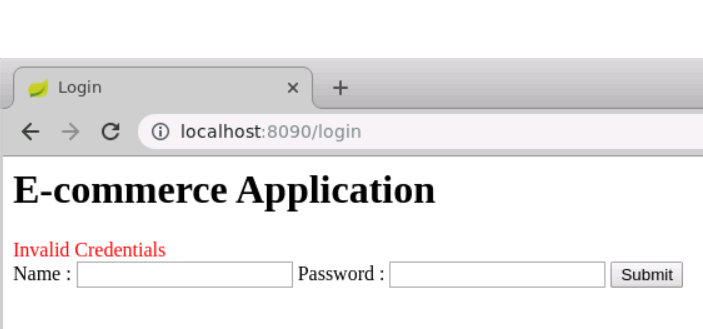 Login
localhost:8090/login
E-commerce Application
Invalid Credentials
Name : Password : Submit